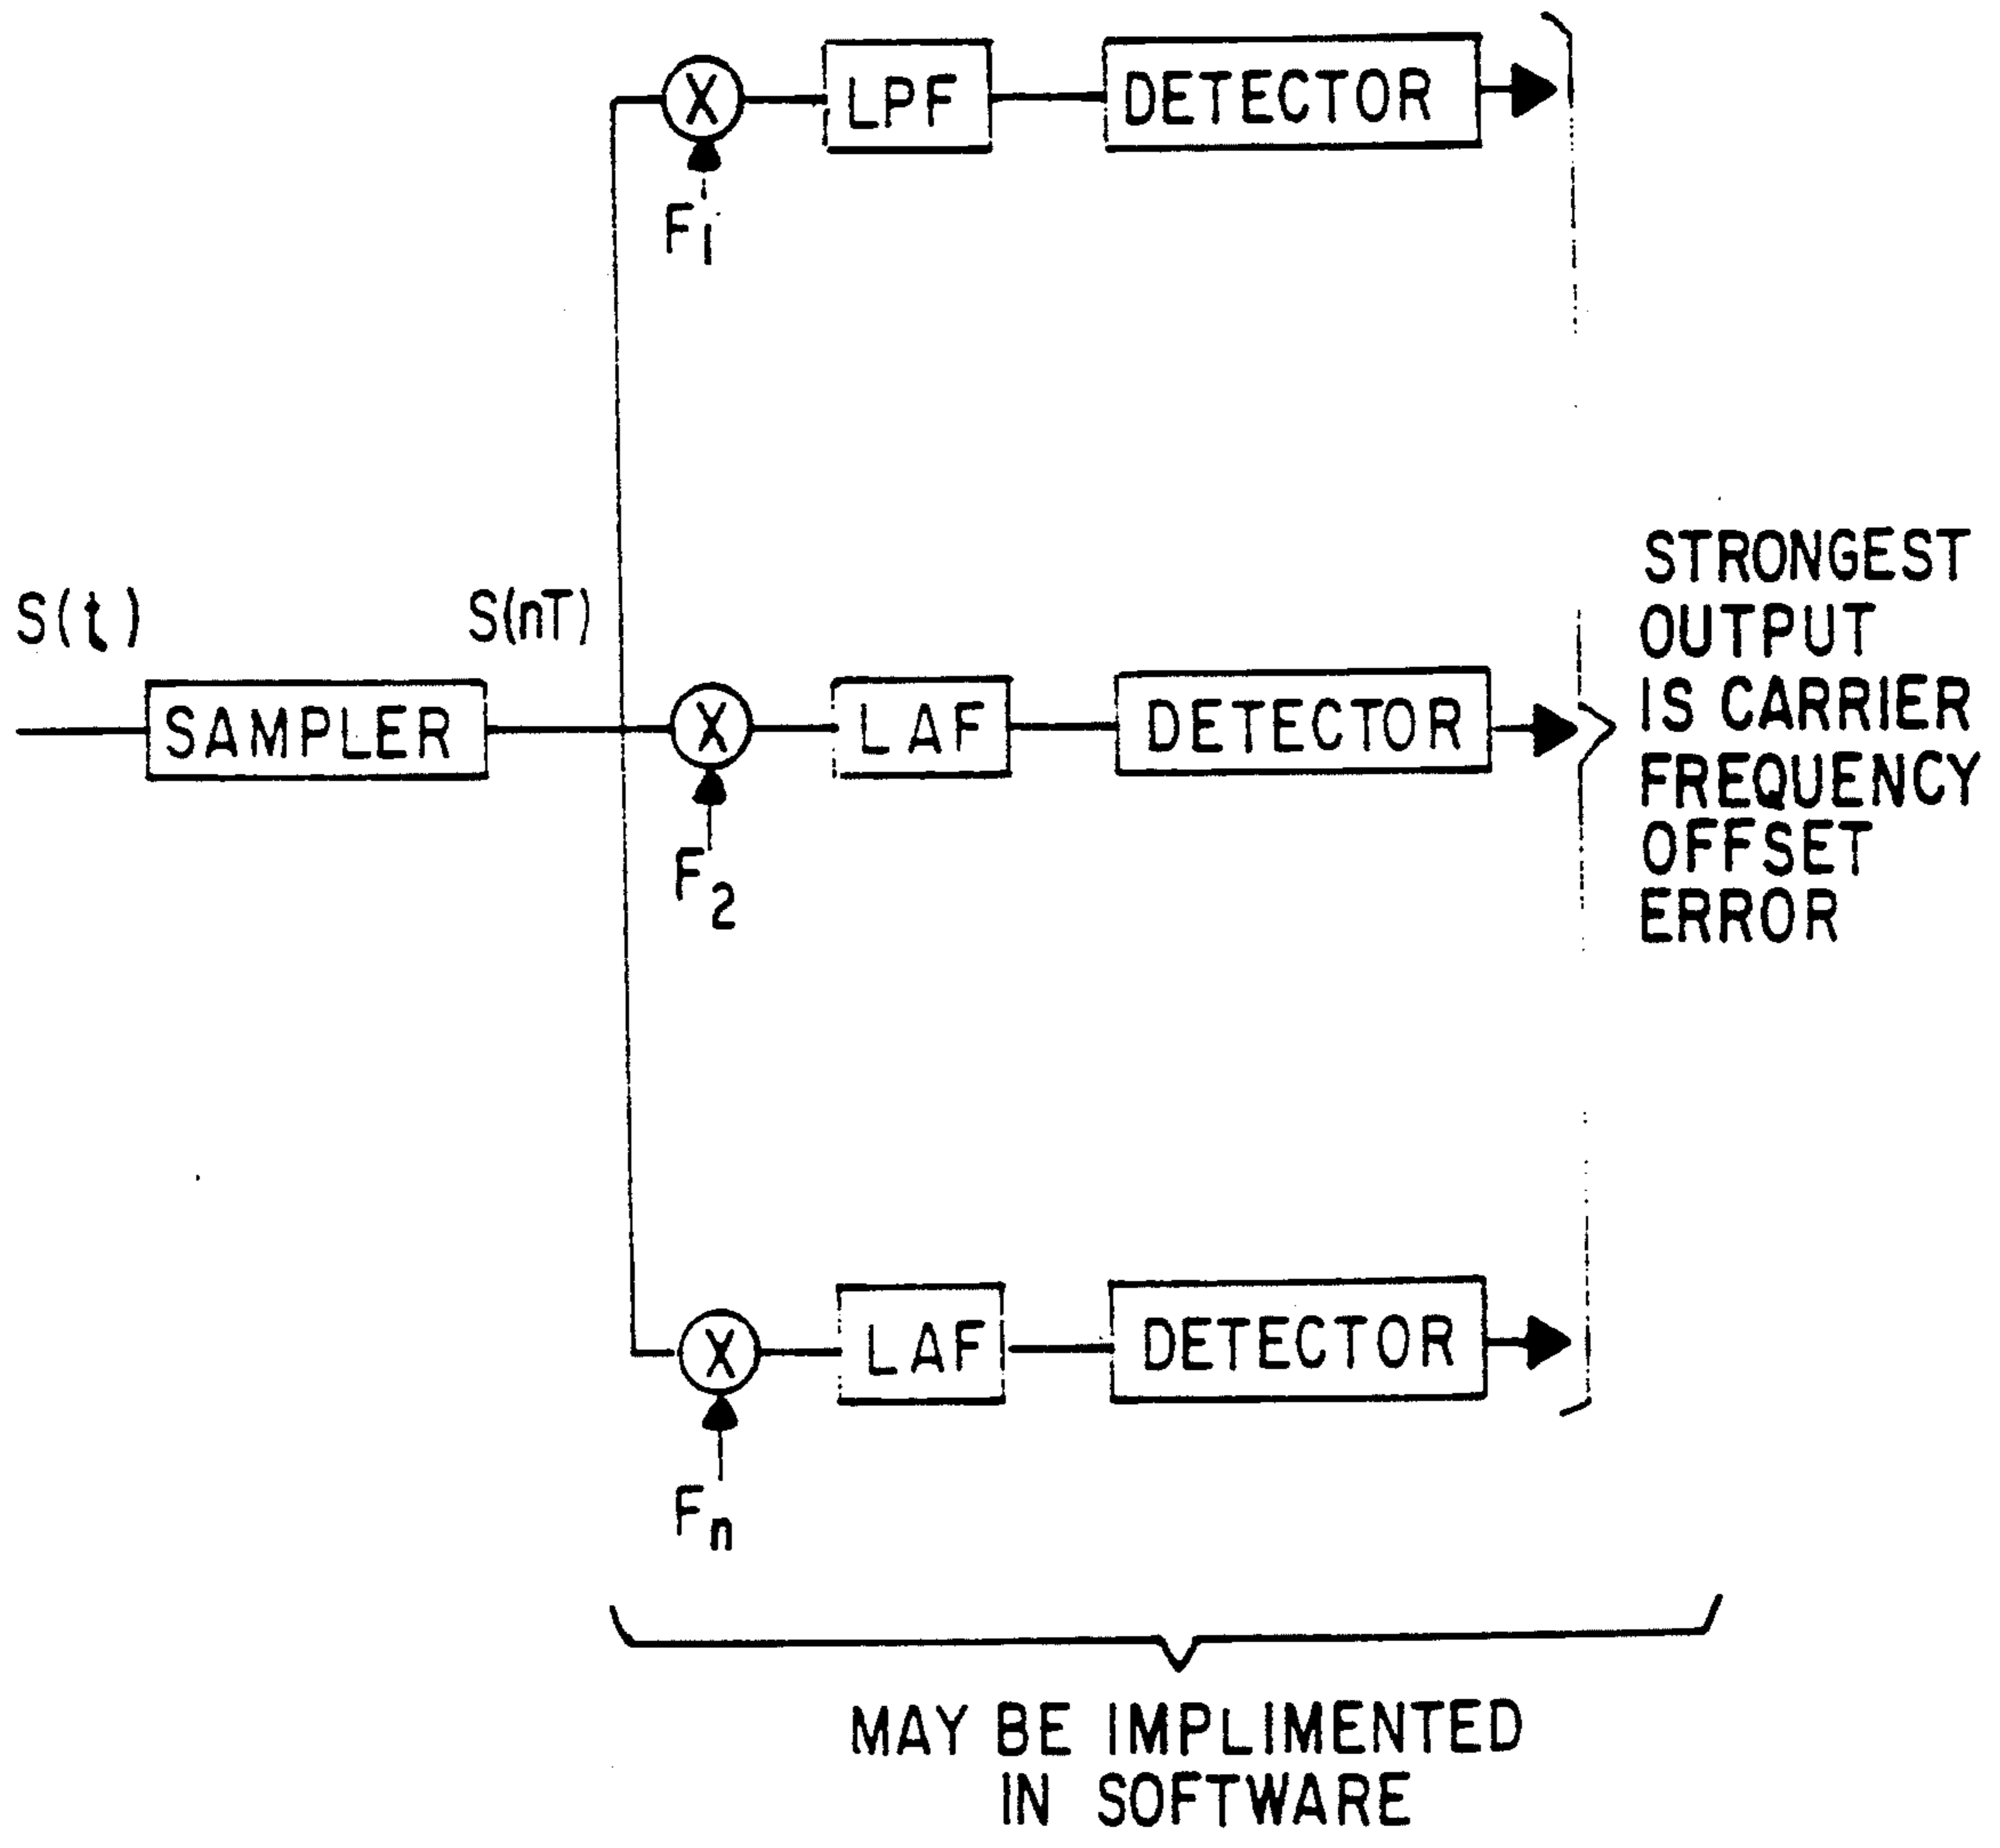 X LPF DETECTOR
F1
S(t) S(nT)
SAMPLER X LAF DETECTOR
F2
STRONGEST
OUTPUT
IS CARRIER
FREQUENCY
OFFSET
ERROR
X LAF DETECTOR
Fn
MAY BE IMPLIMENTED
IN SOFTWARE